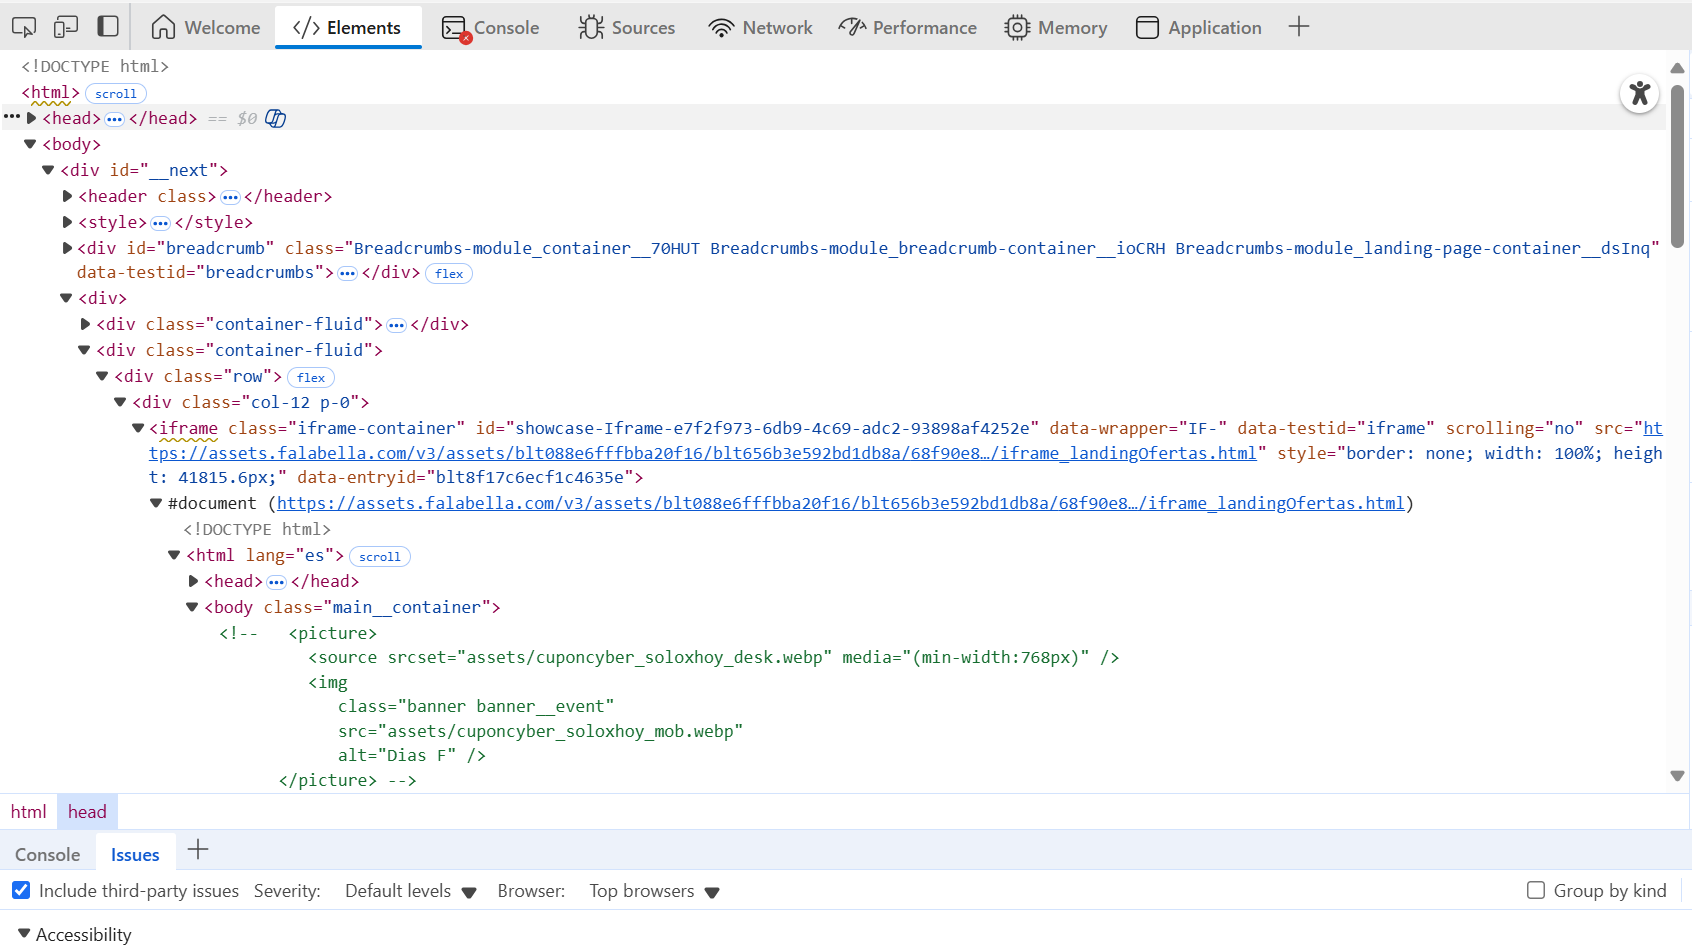 Welcome </> Elements Console Sources Network Performance Memory Application
<!DOCTYPE html>
<html> scroll
<head> ••• </head> == $0
<body>
<div id="__next">
<header class> ••• </header>
<style> ••• </style>
<div id="breadcrumb" class="Breadcrumbs-module_container__70HUT Breadcrumbs-module_breadcrumb-container__ioCRH Breadcrumbs-module_landing-page-container__dsInq"
data-testid="breadcrumbs"> ••• </div> flex
<div>
<div class="container-fluid"> ••• </div>
<div class="container-fluid">
<div class="row"> flex
<div class="col-12 p-0">
<iframe class="iframe-container" id="showcase-Iframe-e7f2f973-6db9-4c69-adc2-93898af4252e" data-wrapper="IF-" data-testid="iframe" scrolling="no" src="ht
tps://assets.falabella.com/v3/assets/blt088e6fffbba20f16/blt656b3e592bd1db8a/68f90e8…/iframe_landingOfertas.html" style="border: none; width: 100%; heigh
t: 41815.6px;" data-entryid="blt8f17c6ecf1c4635e">
#document (https://assets.falabella.com/v3/assets/blt088e6fffbba20f16/blt656b3e592bd1db8a/68f90e8…/iframe_landingOfertas.html)
<!DOCTYPE html>
<html lang="es"> scroll
<head> ••• </head>
<body class="main__container">
<!-- <picture>
<source srcset="assets/cuponcyber_soloxhoy_desk.webp" media="(min-width:768px)" />
<img
class="banner banner__event"
src="assets/cuponcyber_soloxhoy_mob.webp"
alt="Dias F" />
</picture> -->
html head
Console Issues
Include third-party issues Severity: Default levels Browser: Top browsers Group by kind
Accessibility